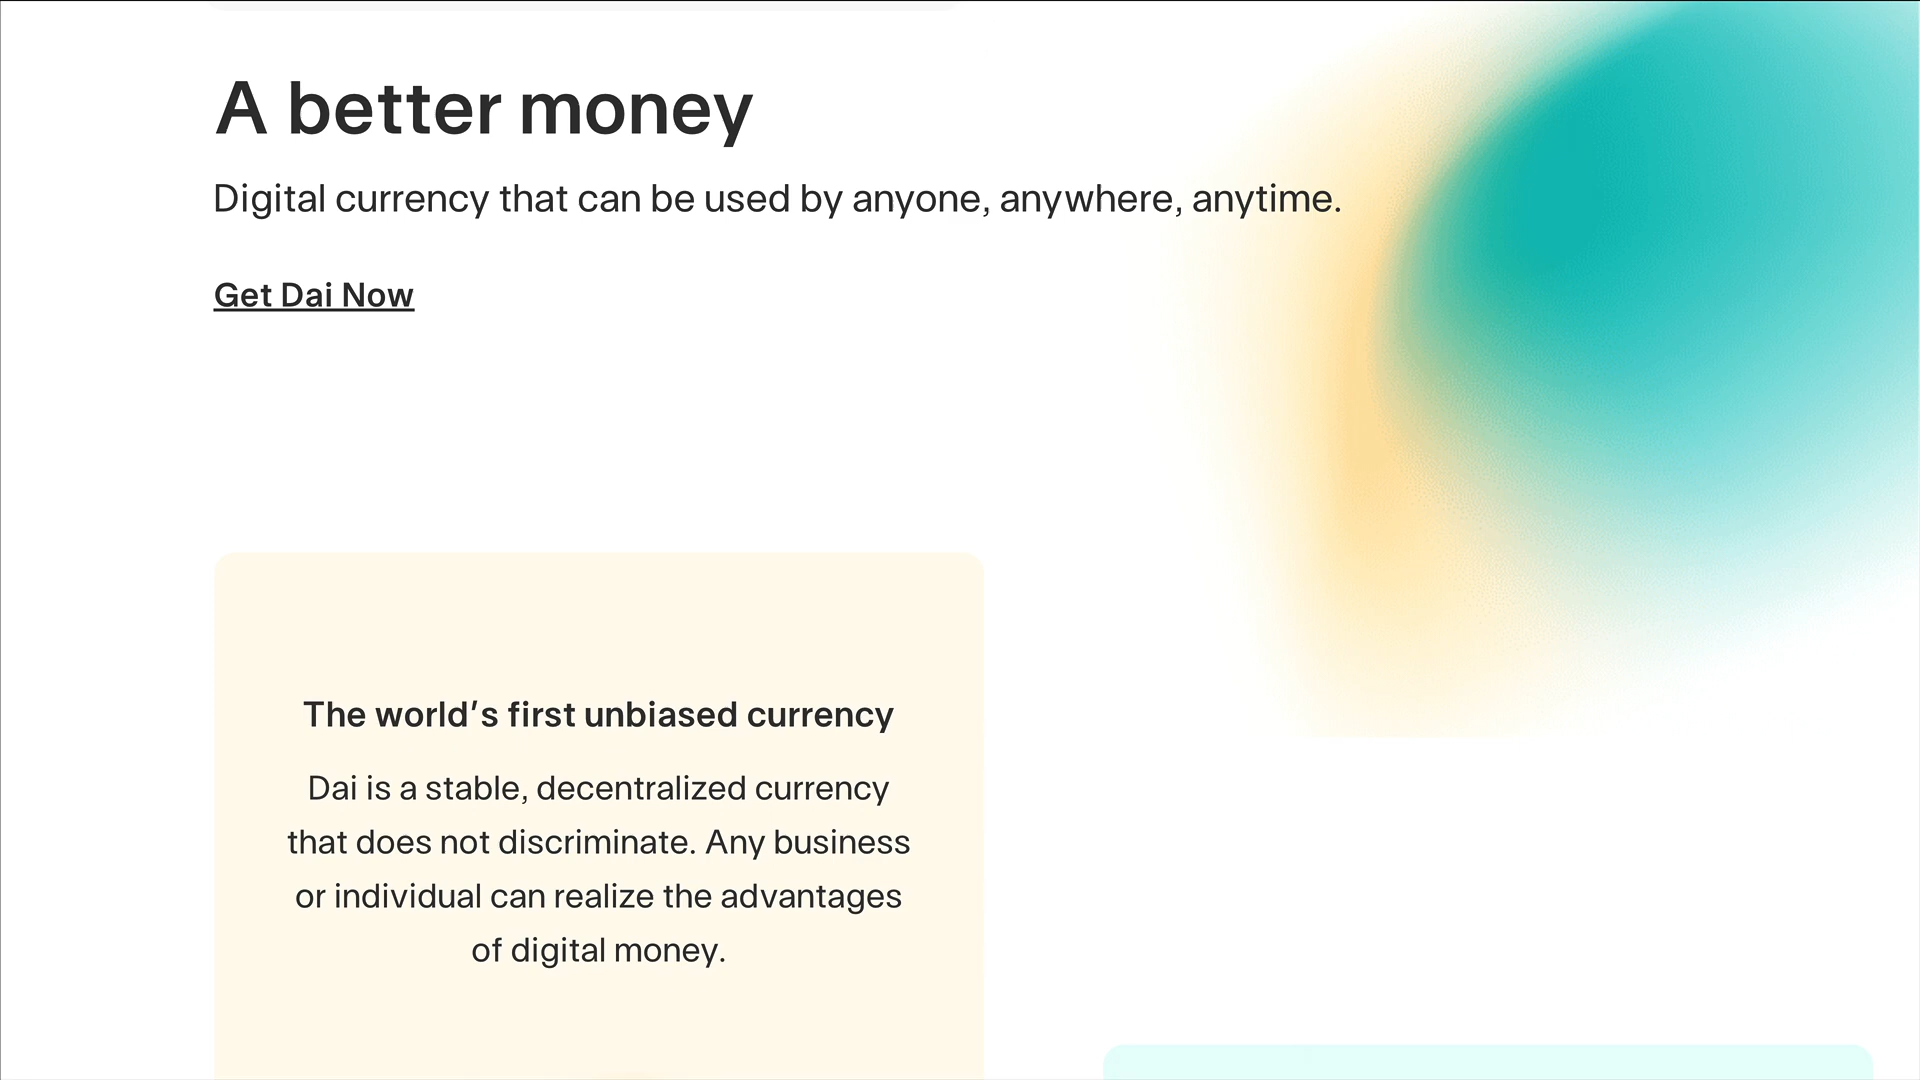 A better money
Digital currency that can be used by anyone, anywhere, anytime.
Get Dai Now
The world’s first unbiased currency
Dai is a stable, decentralized currency
that does not discriminate. Any business
or individual can realize the advantages
of digital money.